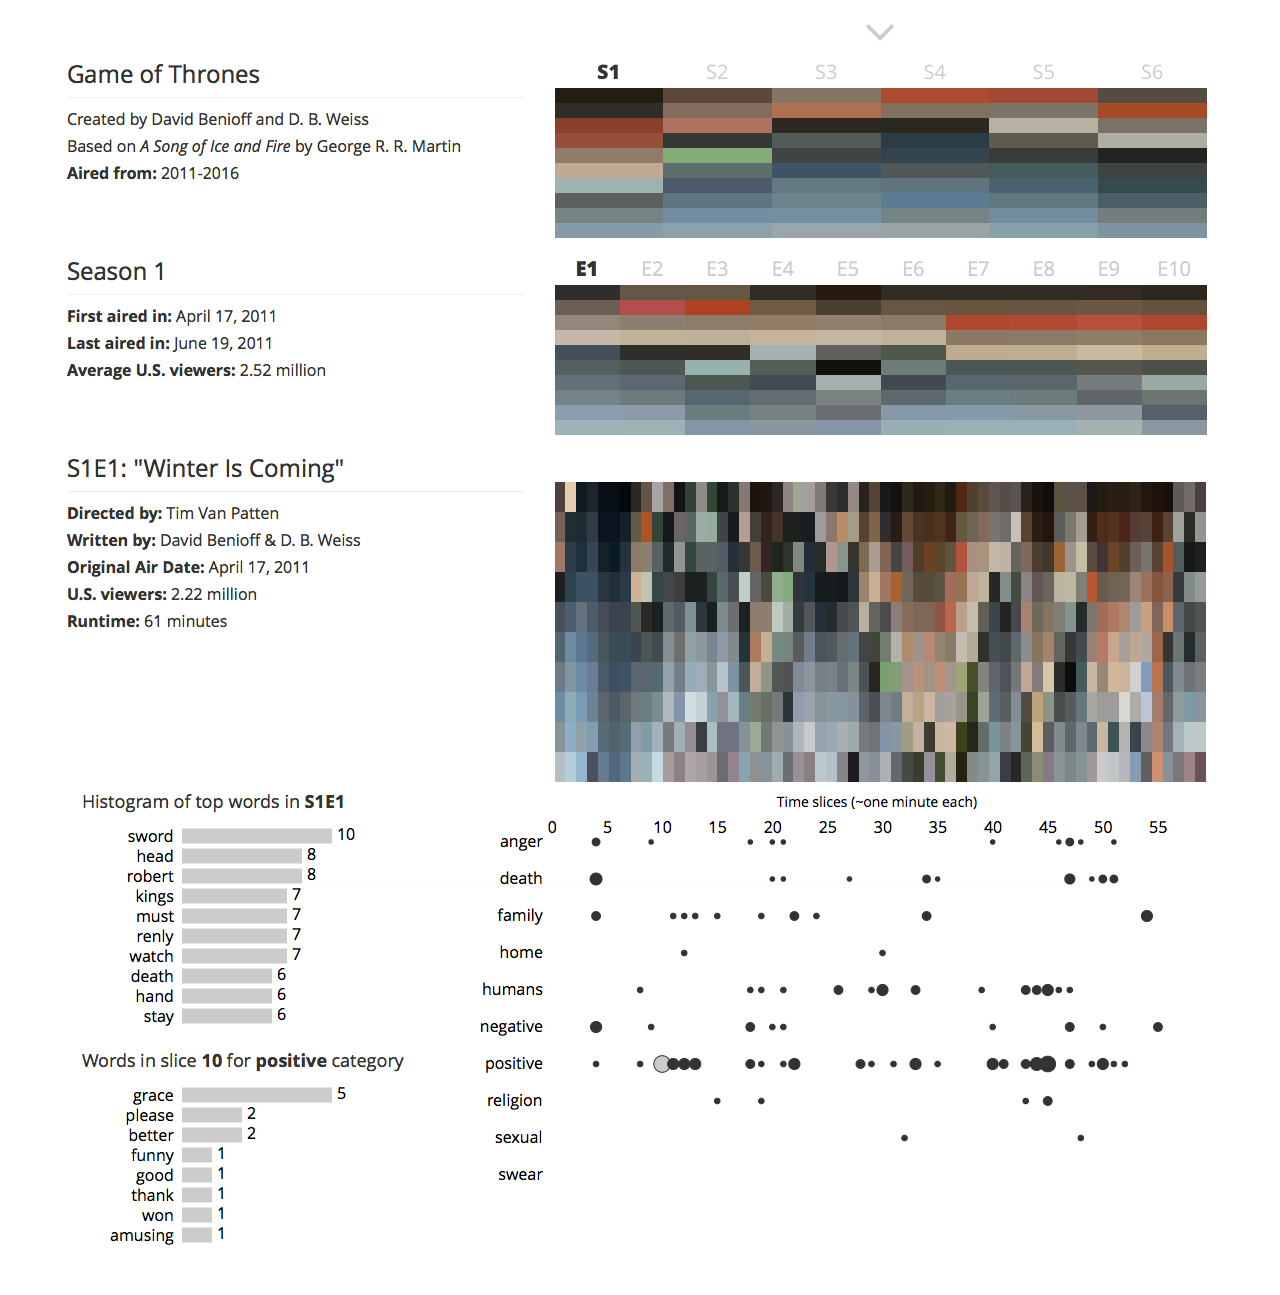 Game of Thrones
S1 S2 S3 S4 S5 S6
Created by David Benioff and D. B. Weiss
Based on A Song of Ice and Fire by George R. R. Martin
Aired from: 2011-2016
Season 1
E1 E2 E3 E4 E5 E6 E7 E8 E9 E10
First aired in: April 17, 2011
Last aired in: June 19, 2011
Average U.S. viewers: 2.52 million
S1E1: "Winter Is Coming"
Directed by: Tim Van Patten
Written by: David Benioff & D. B. Weiss
Original Air Date: April 17, 2011
U.S. viewers: 2.22 million
Runtime: 61 minutes
Histogram of top words in S1E1
sword 10
head 8
robert 8
kings 7
must 7
renly 7
watch 7
death 6
hand 6
stay 6
Words in slice 10 for positive category
grace 5
please 2
better 2
funny 1
good 1
thank 1
won 1
amusing 1
Time slices (~one minute each)
0 5 10 15 20 25 30 35 40 45 50 55
anger
death
family
home
humans
negative
positive
religion
sexual
swear